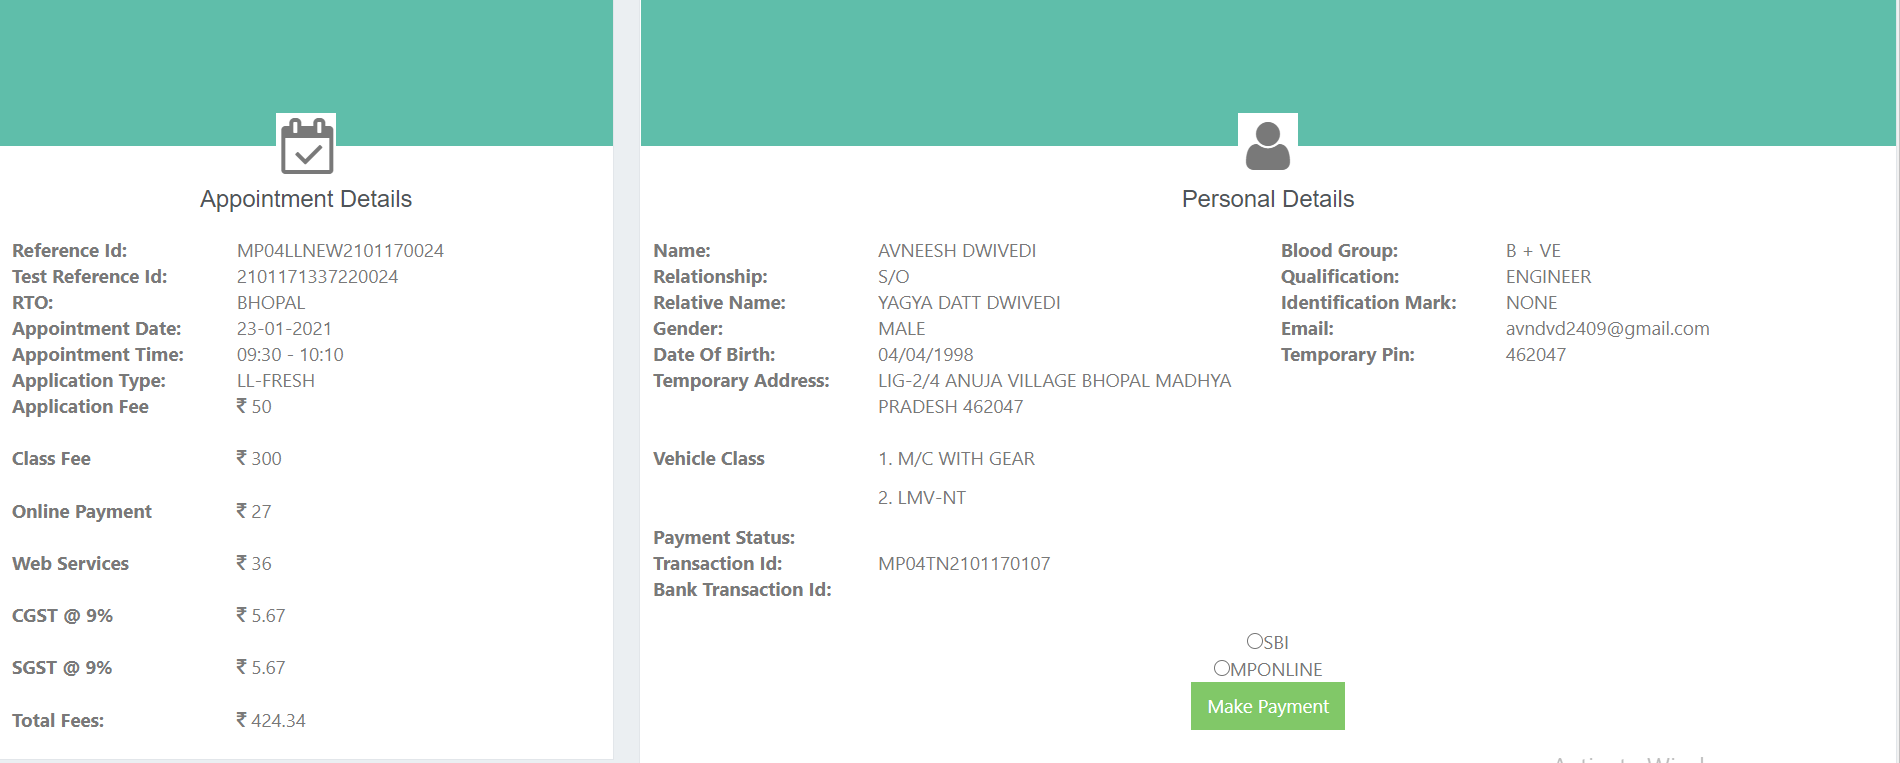 Appointment Details
Reference Id: MP04LLNEW2101170024
Test Reference Id: 2101171337220024
RTO: BHOPAL
Appointment Date: 23-01-2021
Appointment Time: 09:30 - 10:10
Application Type: LL-FRESH
Application Fee ₹ 50
Class Fee ₹ 300
Online Payment ₹ 27
Web Services ₹ 36
CGST @ 9% ₹ 5.67
SGST @ 9% ₹ 5.67
Total Fees: ₹ 424.34
Personal Details
Name: AVNEESH DWIVEDI
Relationship: S/O
Relative Name: YAGYA DATT DWIVEDI
Gender: MALE
Date Of Birth: 04/04/1998
Temporary Address: LIG-2/4 ANUJA VILLAGE BHOPAL MADHYA
PRADESH 462047
Vehicle Class 1. M/C WITH GEAR
2. LMV-NT
Payment Status:
Transaction Id: MP04TN2101170107
Bank Transaction Id:
Blood Group: B + VE
Qualification: ENGINEER
Identification Mark: NONE
Email: avndvd2409@gmail.com
Temporary Pin: 462047
SBI
MPONLINE
Make Payment